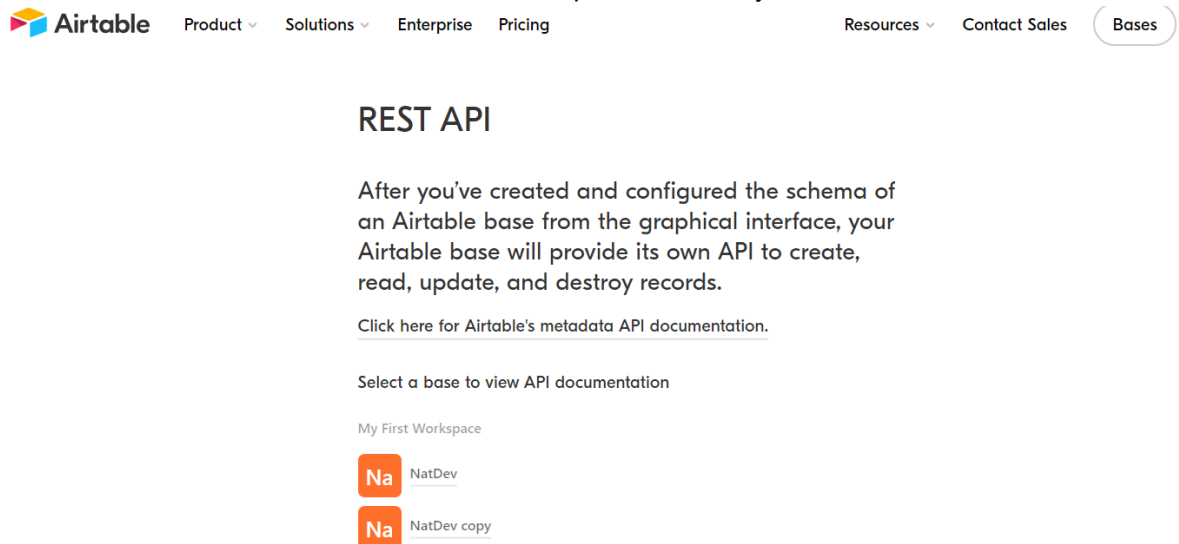 Airtable Product Solutions Enterprise Pricing Resources Contact Sales Bases
REST API
After you’ve created and configured the schema of
an Airtable base from the graphical interface, your
Airtable base will provide its own API to create,
read, update, and destroy records.
Click here for Airtable's metadata API documentation.
Select a base to view API documentation
My First Workspace
Na NatDev
Na NatDev copy